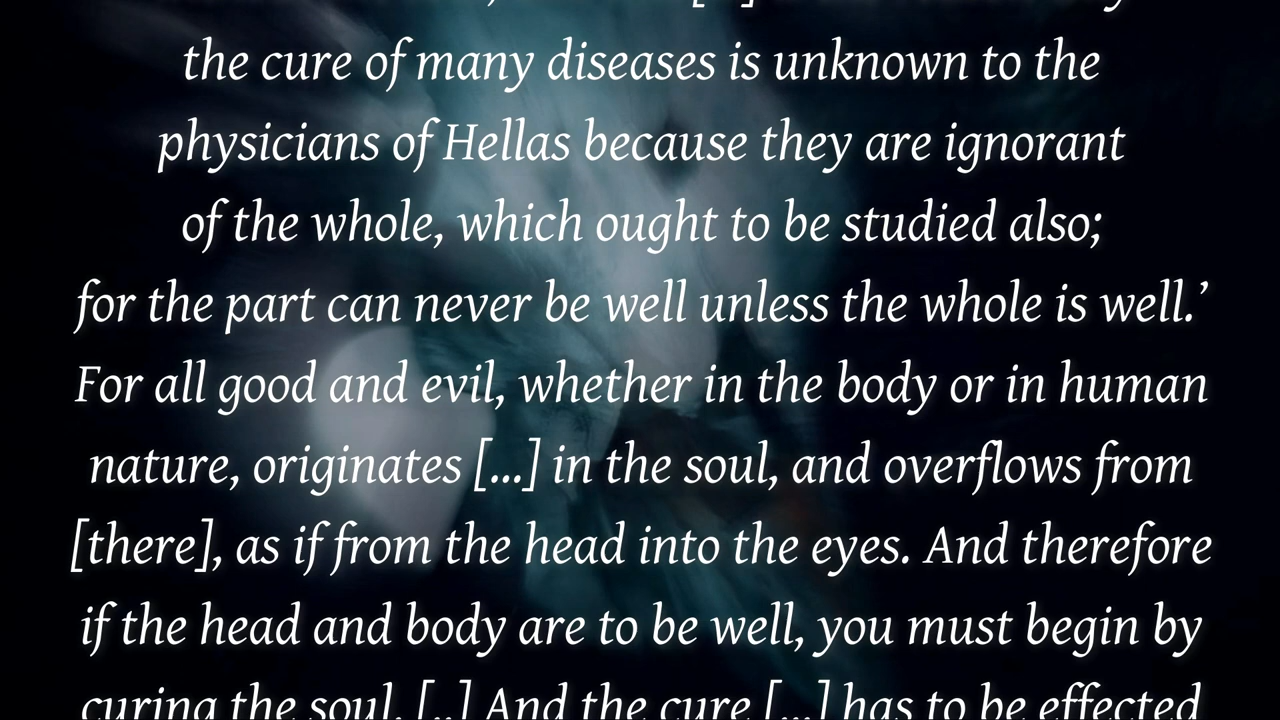 the cure of many diseases is unknown to the
physicians of Hellas because they are ignorant
of the whole, which ought to be studied also;
for the part can never be well unless the whole is well.’
For all good and evil, whether in the body or in human
nature, originates [...] in the soul, and overflows from
[there], as if from the head into the eyes. And therefore
if the head and body are to be well, you must begin by
curing the soul. [..] And the cure [...] has to be effected